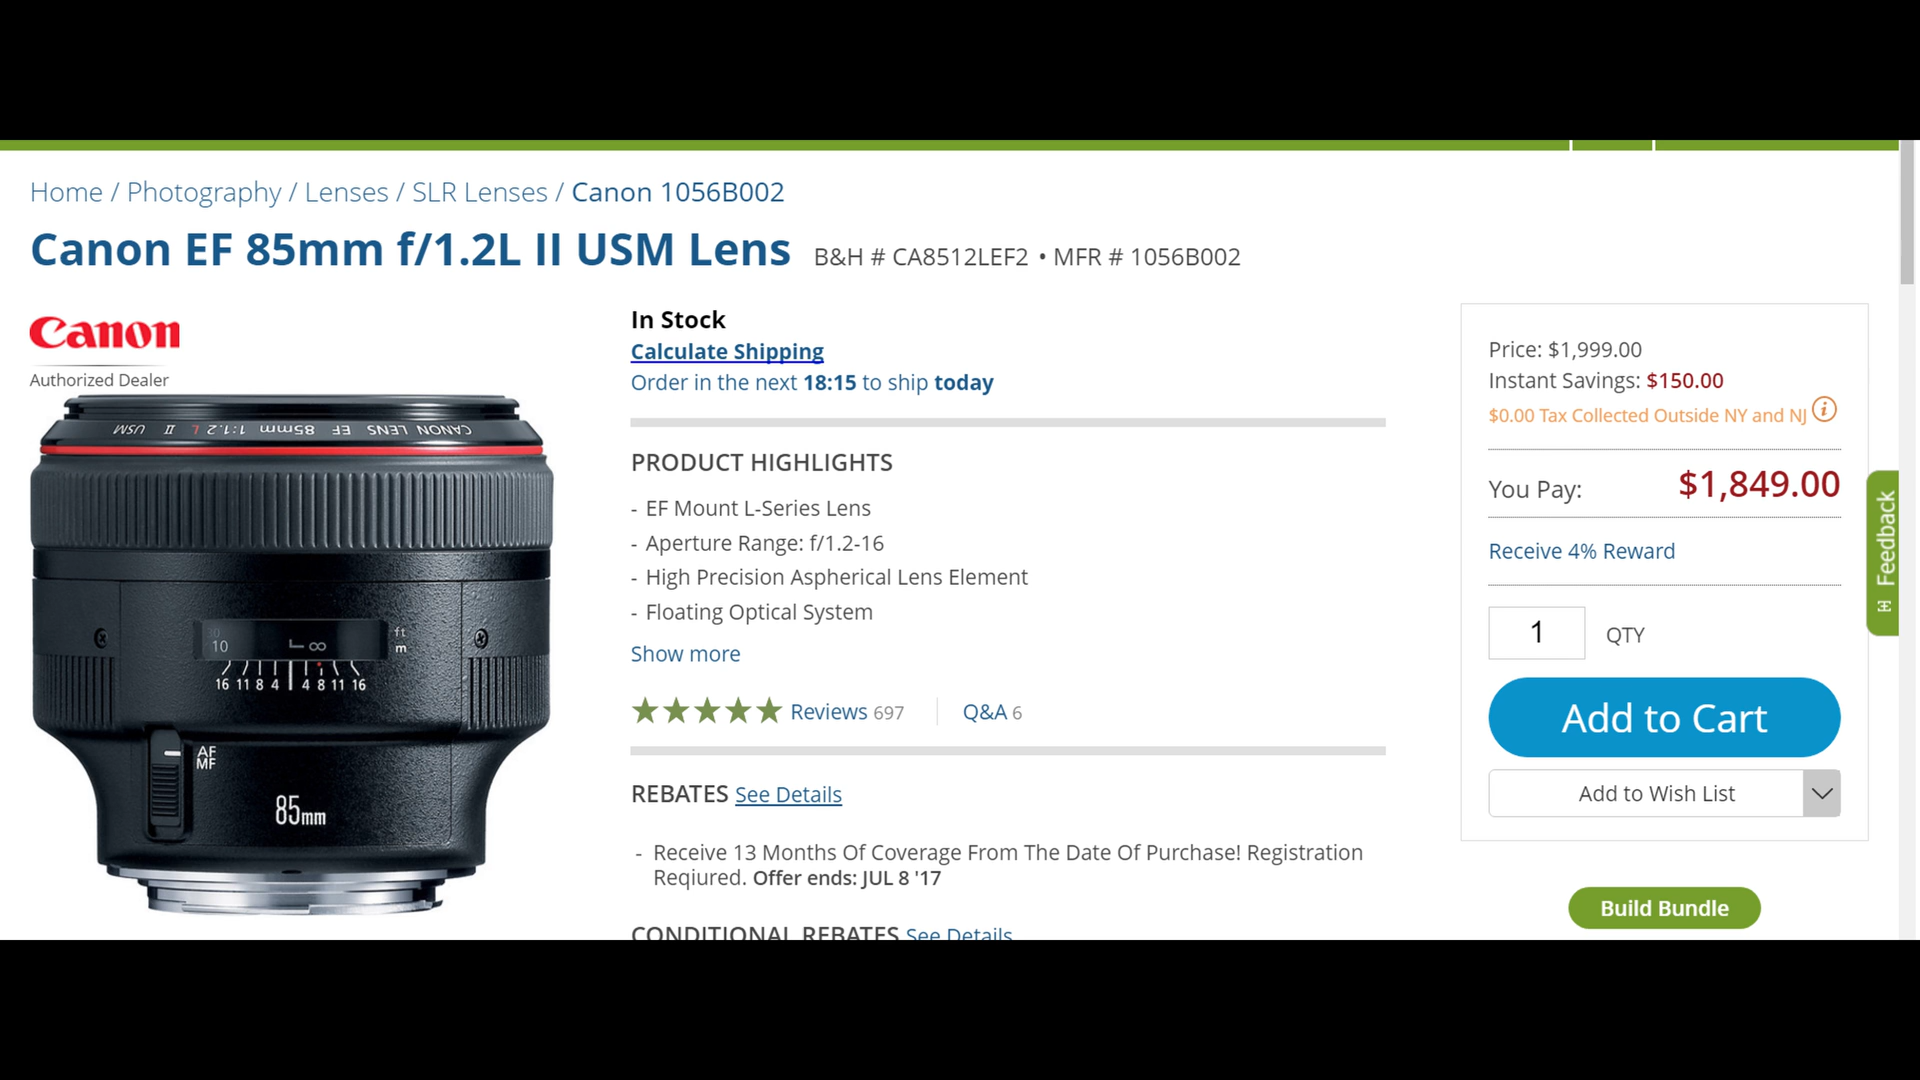 Home / Photography / Lenses / SLR Lenses / Canon 1056B002
Canon EF 85mm f/1.2L II USM Lens B&H # CA8512LEF2 • MFR # 1056B002
Canon
Authorized Dealer
CANON LENS EF 85mm 1:1.2 L II USM
30
10 L ∞ ft
m
16 11 8 4 4 8 11 16
AF
MF
85mm
In Stock
Calculate Shipping
Order in the next 18:15 to ship today
PRODUCT HIGHLIGHTS
- EF Mount L-Series Lens
- Aperture Range: f/1.2-16
- High Precision Aspherical Lens Element
- Floating Optical System
Show more
Reviews 697 Q&A 6
REBATES See Details
- Receive 13 Months Of Coverage From The Date Of Purchase! Registration
Reqiured. Offer ends: JUL 8 '17
CONDITIONAL REBATES See Details
Price: $1,999.00
Instant Savings: $150.00
$0.00 Tax Collected Outside NY and NJ i
You Pay: $1,849.00
Receive 4% Reward
1 QTY
Add to Cart
Add to Wish List
Build Bundle
Feedback